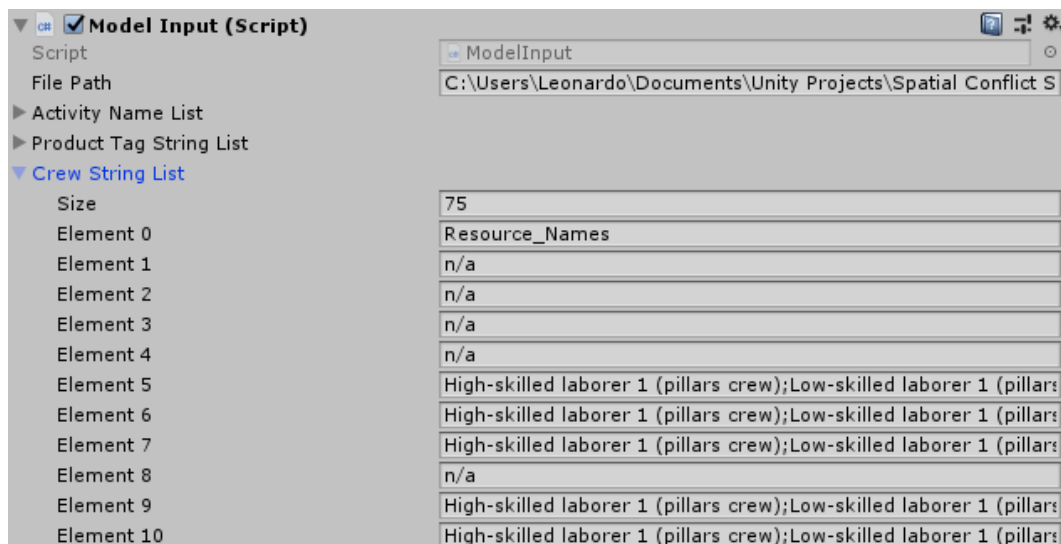 Model Input (Script)
Script ModelInput
File Path C:\Users\Leonardo\Documents\Unity Projects\Spatial Conflict S
Activity Name List
Product Tag String List
Crew String List
Size 75
Element 0 Resource_Names
Element 1 n/a
Element 2 n/a
Element 3 n/a
Element 4 n/a
Element 5 High-skilled laborer 1 (pillars crew);Low-skilled laborer 1 (pillars
Element 6 High-skilled laborer 1 (pillars crew);Low-skilled laborer 1 (pillars
Element 7 High-skilled laborer 1 (pillars crew);Low-skilled laborer 1 (pillars
Element 8 n/a
Element 9 High-skilled laborer 1 (pillars crew);Low-skilled laborer 1 (pillars
Element 10 High-skilled laborer 1 (pillars crew);Low-skilled laborer 1 (pillars